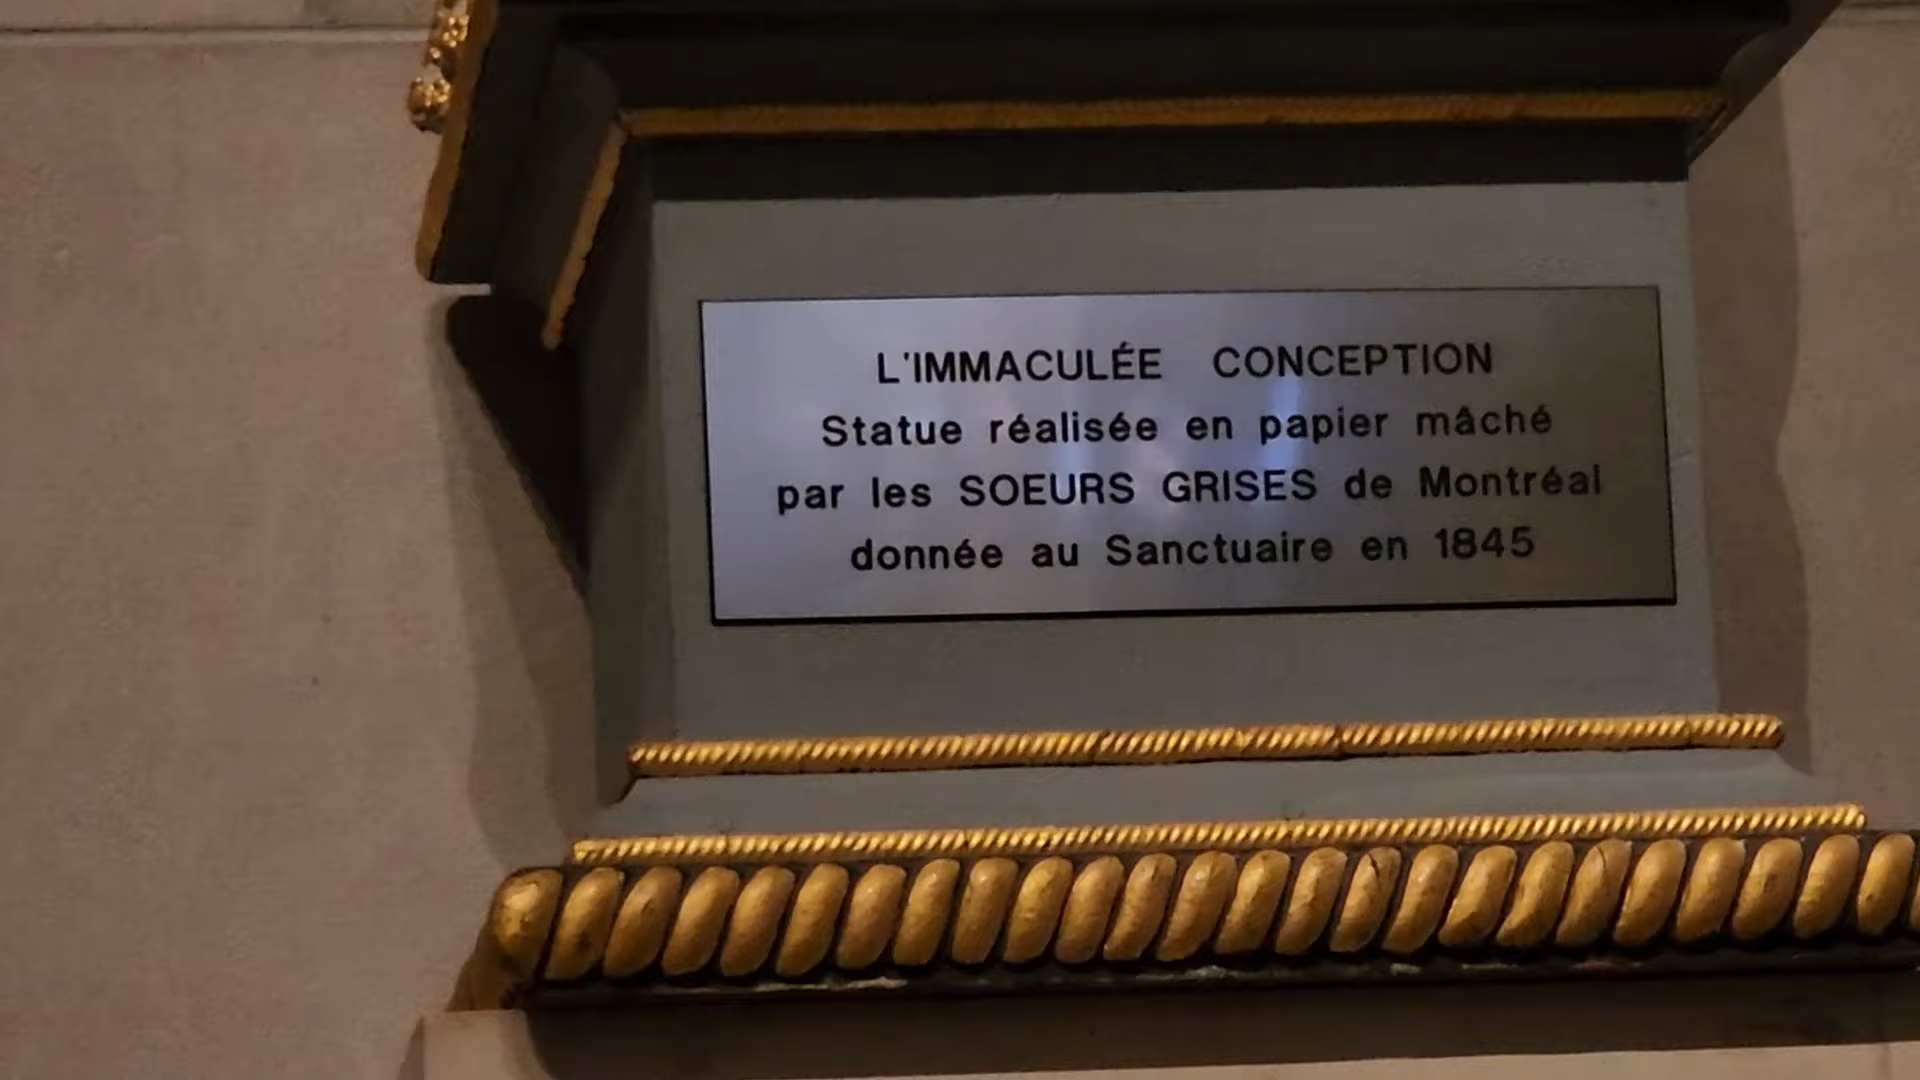 L'IMMACULÉE CONCEPTION
Statue réalisée en papier mâché
par les SOEURS GRISES de Montréal
donnée au Sanctuaire en 1845